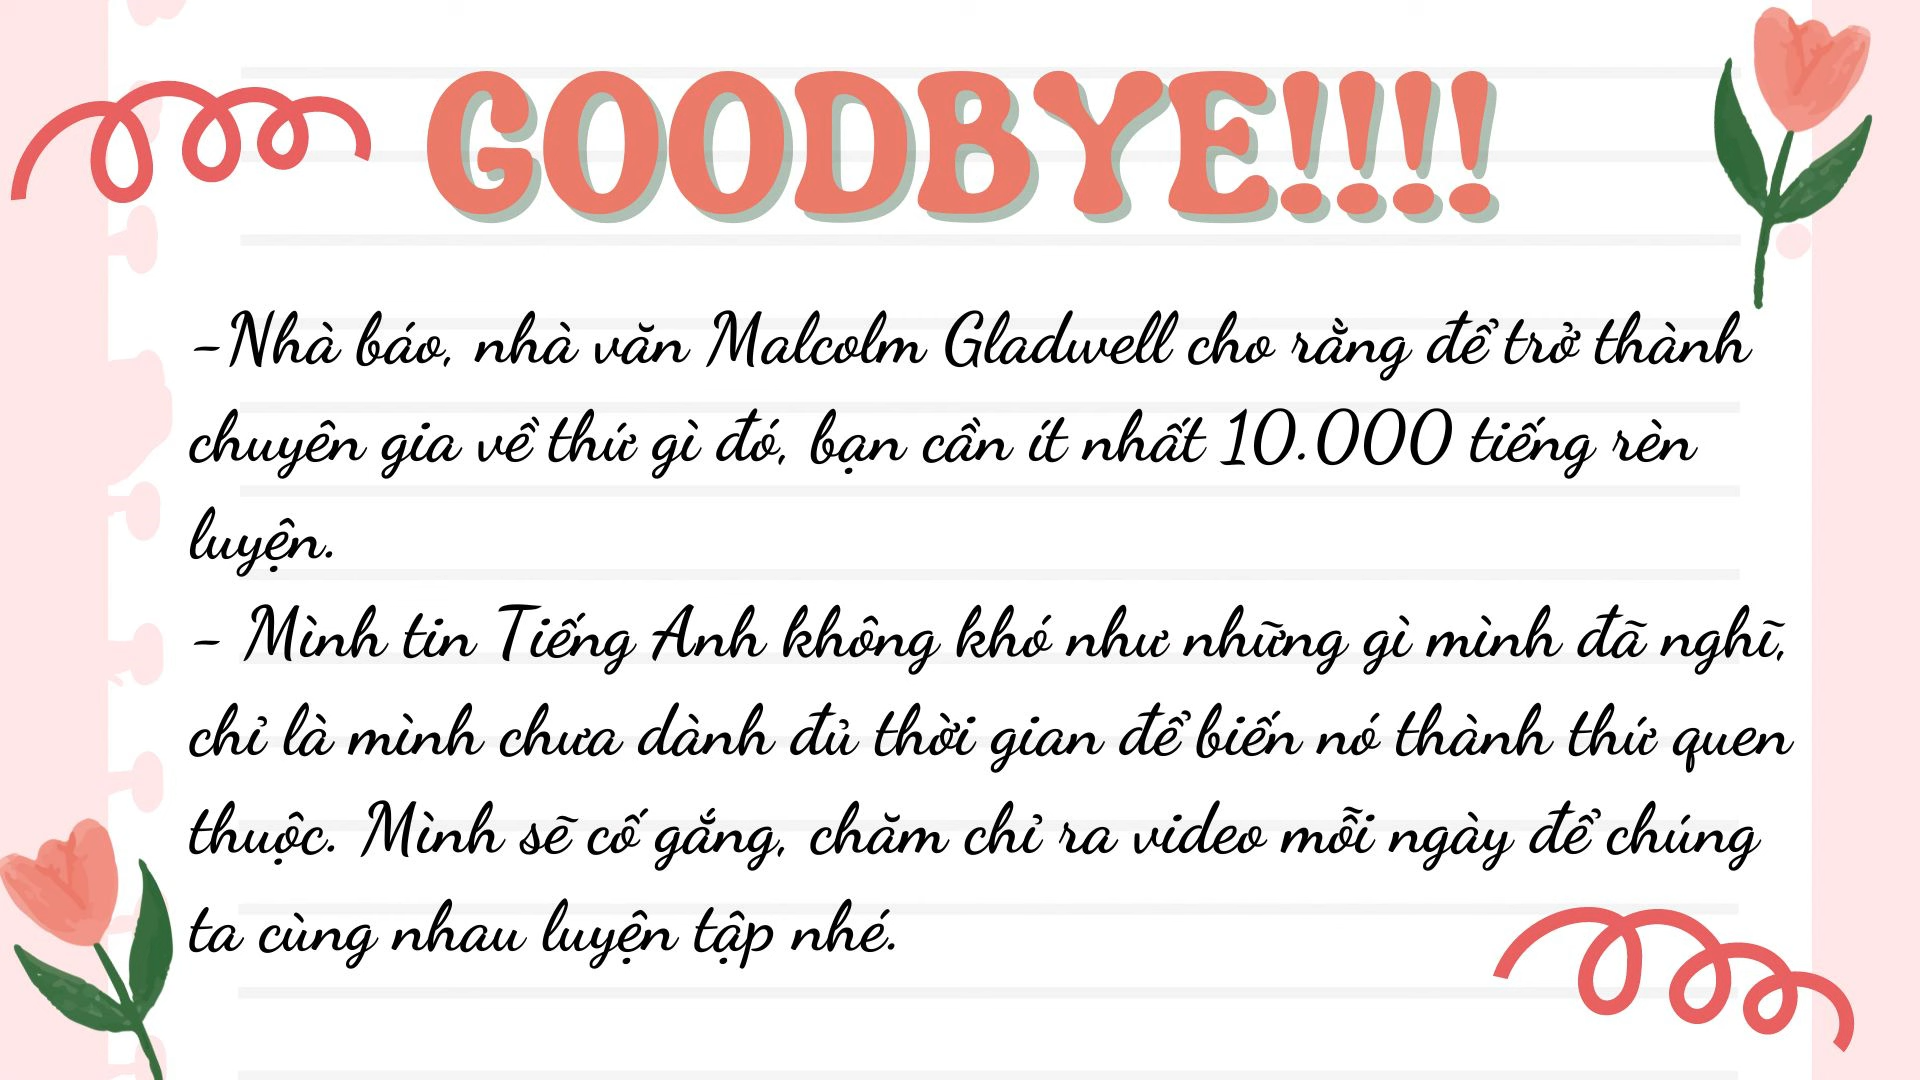 GOODBYE!!!!
-Nhà báo, nhà văn Malcolm Gladwell cho rằng để trở thành
chuyên gia về thứ gì đó, bạn cần ít nhất 10.000 tiếng rèn
luyện.
- Mình tin Tiếng Anh không khó như những gì mình đã nghĩ,
chỉ là mình chưa dành đủ thời gian để biến nó thành thứ quen
thuộc. Mình sẽ cố gắng, chăm chỉ ra video mỗi ngày để chúng
ta cùng nhau luyện tập nhé.